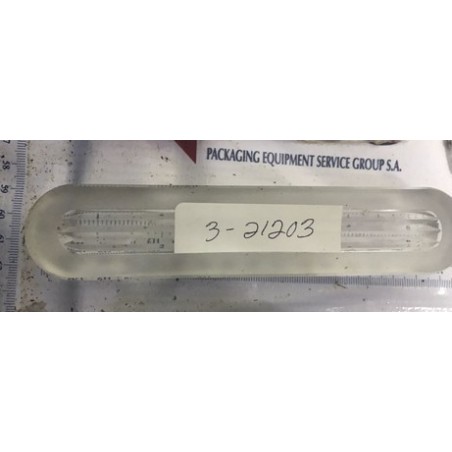 PACKAGING EQUIPMENT SERVICE GROUP S.A.
3-21203